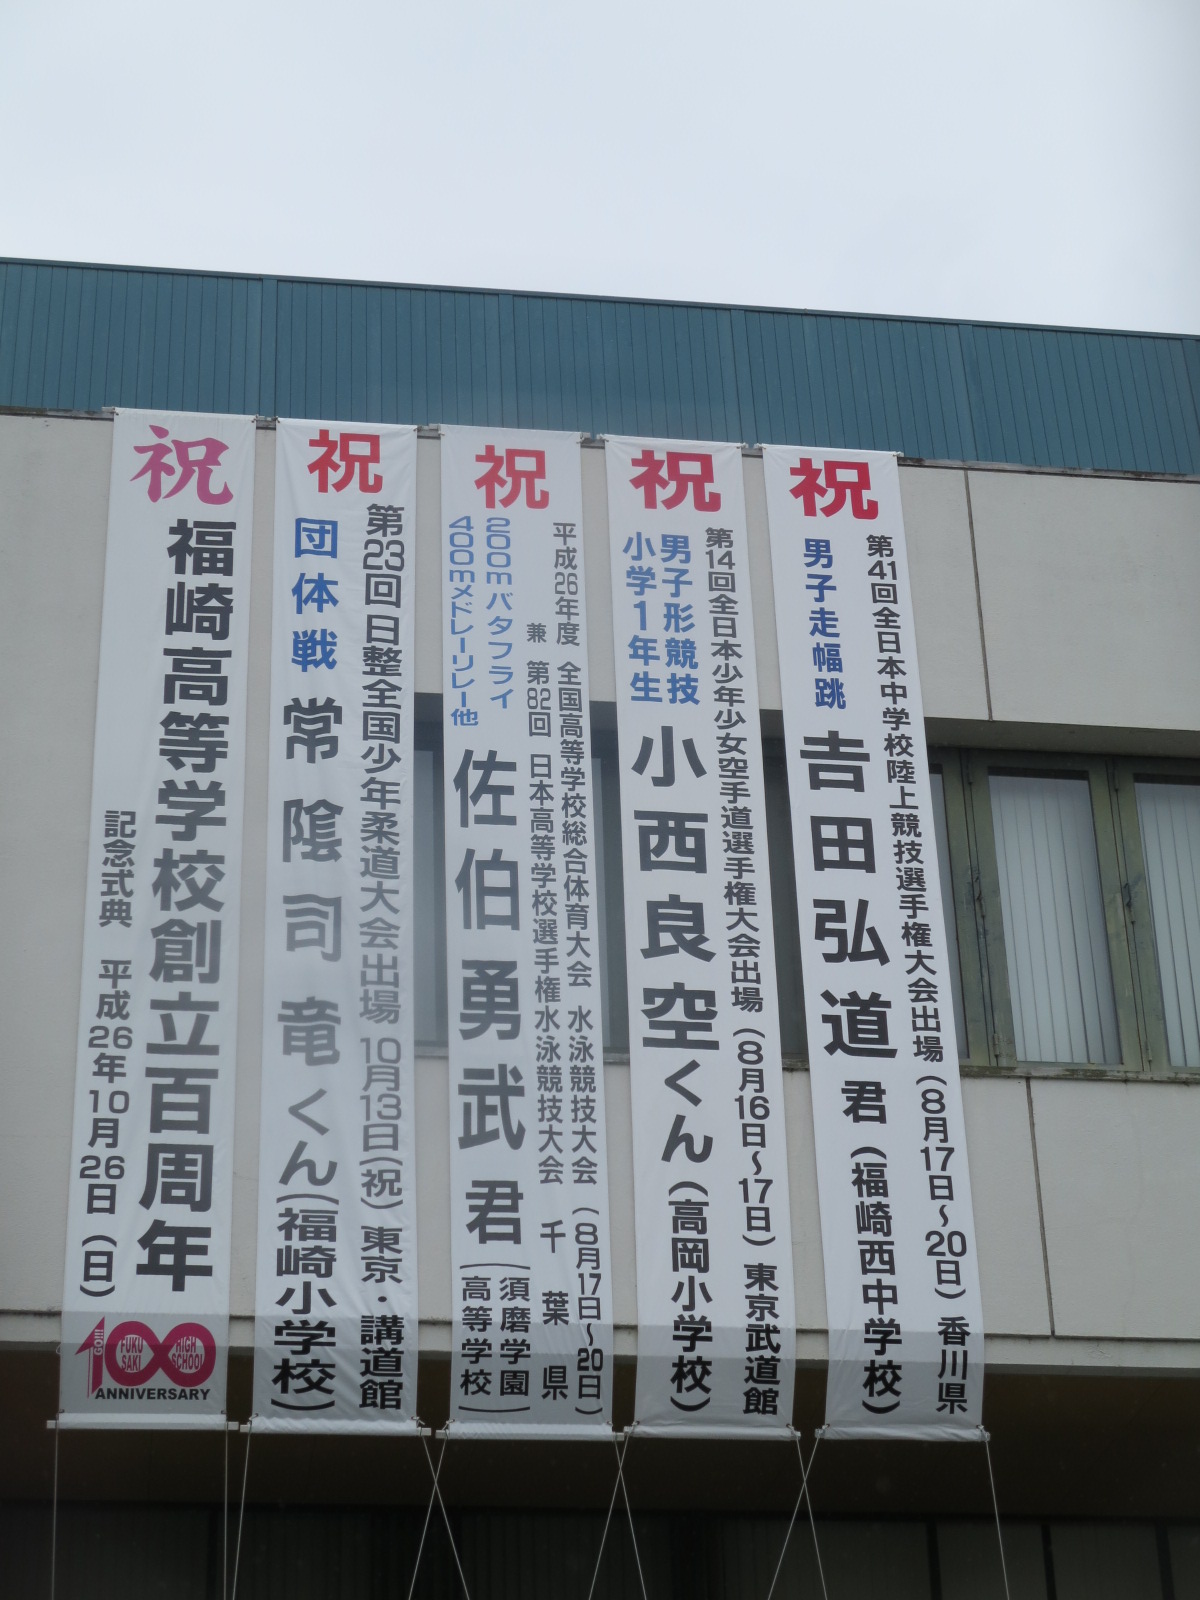 祝
第41回全日本中学校陸上競技選手権大会出場（8月17日～20日）香川県
男子走幅跳
吉田弘道君（福崎西中学校）
祝
第14回全日本少年少女空手道選手権大会出場（8月16日～17日）東京武道館
男子形競技
小学1年生
小西良空くん（高岡小学校）
祝
平成26年度 全国高等学校総合体育大会 水泳競技大会（8月17日～20日）
兼 第82回 日本高等学校選手権水泳競技大会 千葉県
200mバタフライ
400mメドレーリレー他
佐伯勇武君（須磨学園高等学校）
祝
第23回日整全国少年柔道大会出場 10月13日（祝）東京・講道館
団体戦 常陰司竜くん（福崎小学校）
祝
福崎高等学校創立百周年
記念式典 平成26年10月26日（日）
100
GO!!!
FUKUSAKI
HIGH SCHOOL
ANNIVERSARY